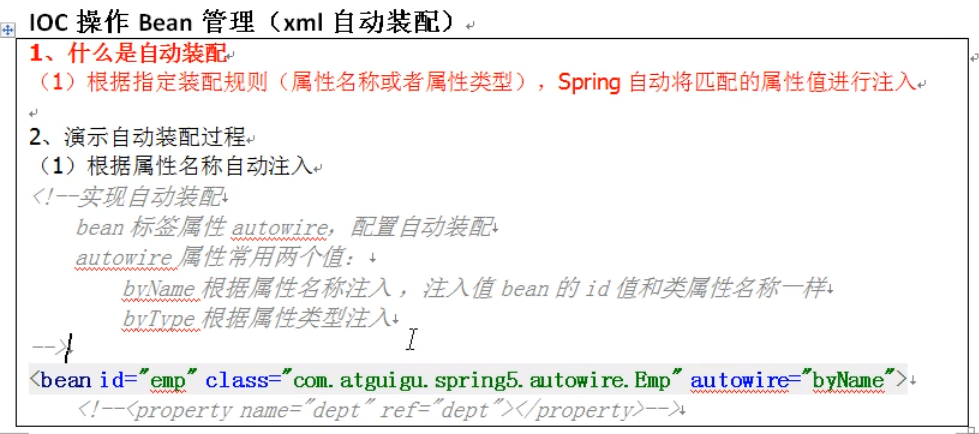 IOC 操作 Bean 管理（xml 自动装配）
1、什么是自动装配
（1）根据指定装配规则（属性名称或者属性类型），Spring 自动将匹配的属性值进行注入
2、演示自动装配过程
（1）根据属性名称自动注入
<!--实现自动装配
bean 标签属性 autowire，配置自动装配
autowire 属性常用两个值：
byName 根据属性名称注入 ，注入值 bean 的 id 值和类属性名称一样
byType 根据属性类型注入
-->
<bean id="emp" class="com.atguigu.spring5.autowire.Emp" autowire="byName">
<!--<property name="dept" ref="dept"></property>-->